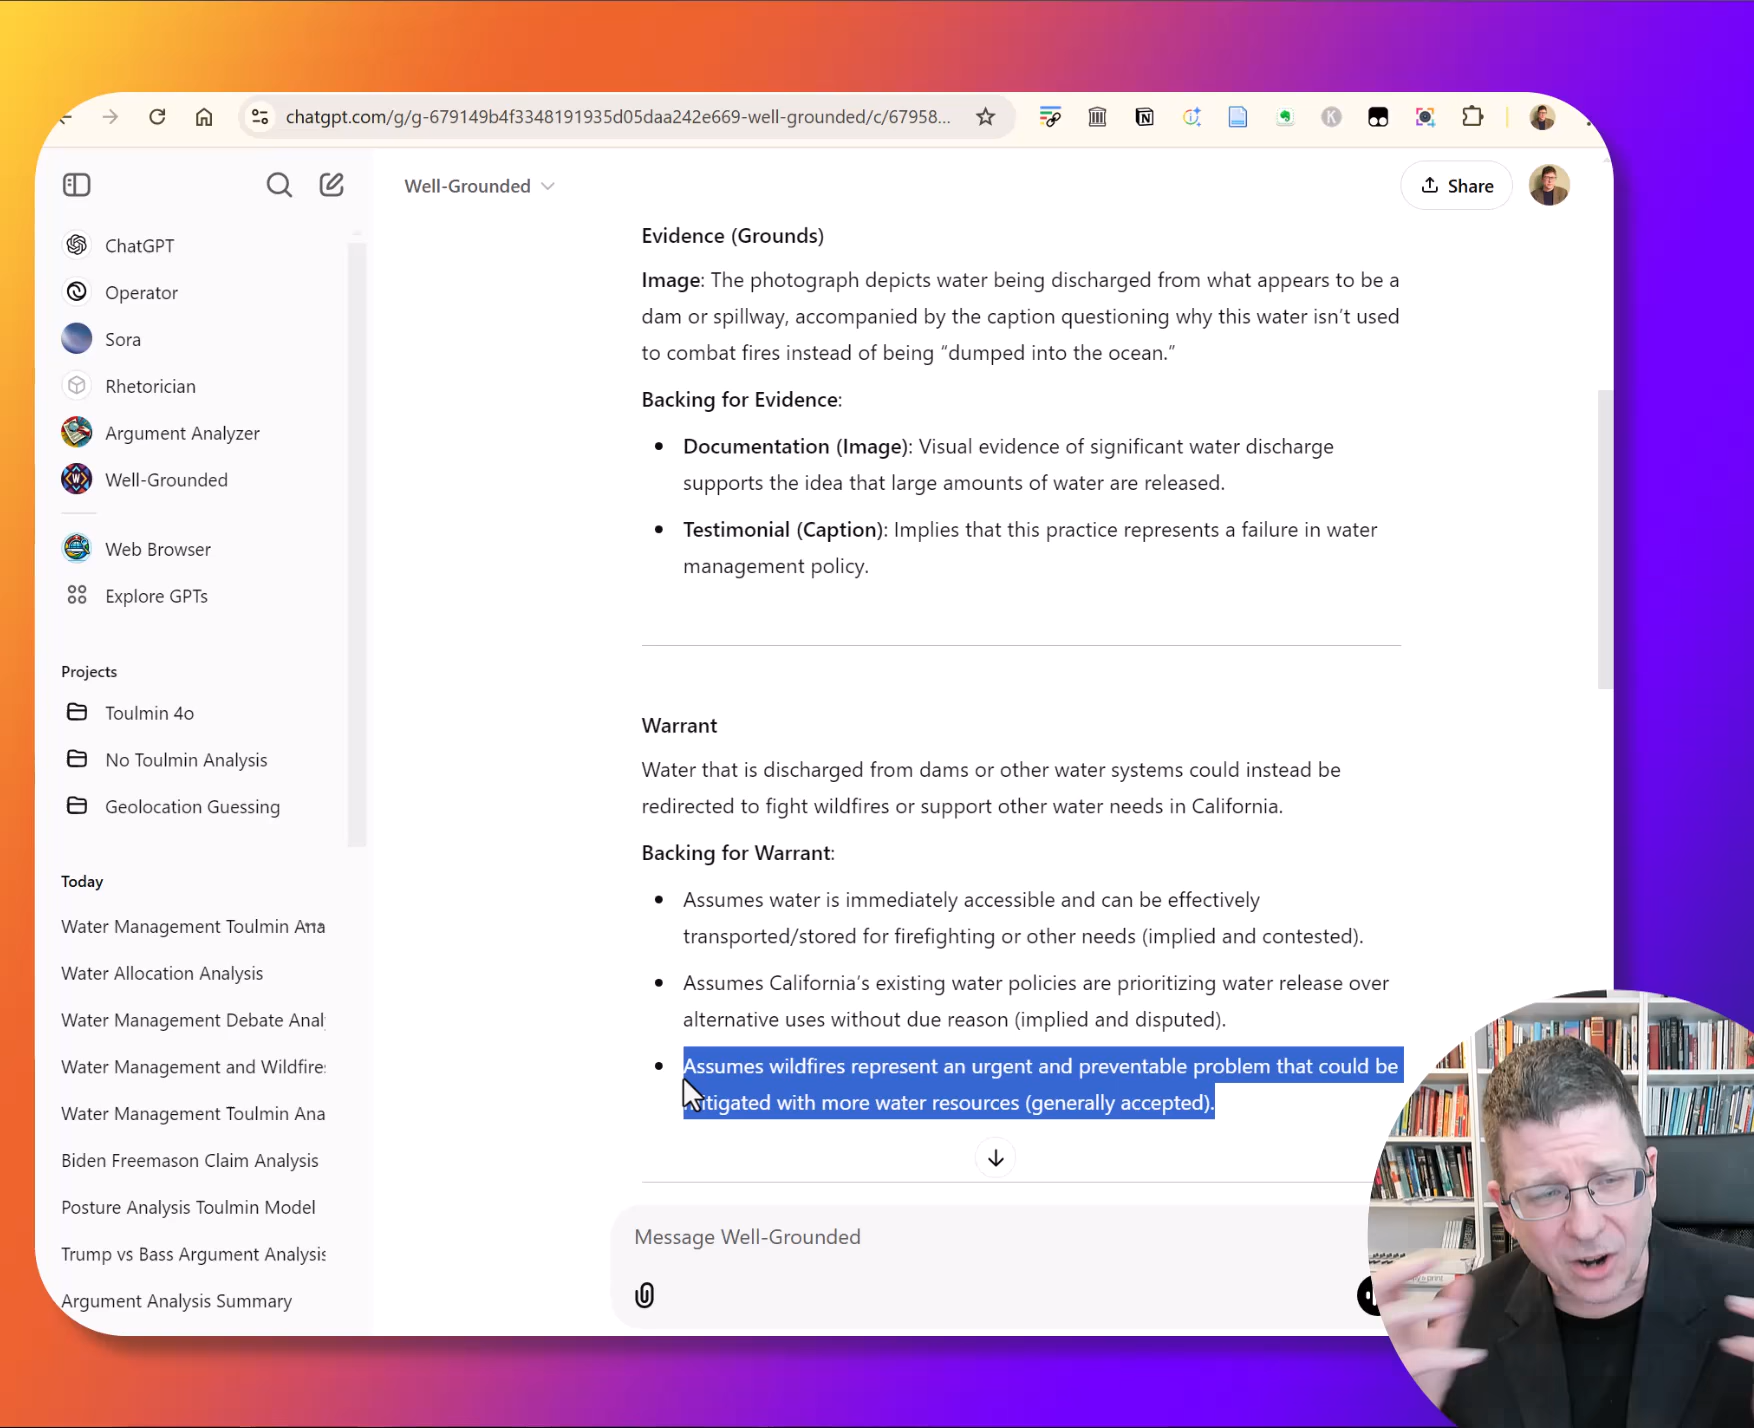 chatgpt.com/g/g-679149b4f3348191935d05daa242e669-well-grounded/c/67958...
Well-Grounded
Share
ChatGPT
Operator
Sora
Rhetorician
Argument Analyzer
Well-Grounded
Web Browser
Explore GPTs
Projects
Toulmin 4o
No Toulmin Analysis
Geolocation Guessing
Today
Water Management Toulmin Ana
Water Allocation Analysis
Water Management Debate Anal
Water Management and Wildfires
Water Management Toulmin Ana
Biden Freemason Claim Analysis
Posture Analysis Toulmin Model
Trump vs Bass Argument Analysis
Argument Analysis Summary
Evidence (Grounds)
Image: The photograph depicts water being discharged from what appears to be a
dam or spillway, accompanied by the caption questioning why this water isn’t used
to combat fires instead of being “dumped into the ocean.”
Backing for Evidence:
• Documentation (Image): Visual evidence of significant water discharge
supports the idea that large amounts of water are released.
• Testimonial (Caption): Implies that this practice represents a failure in water
management policy.
Warrant
Water that is discharged from dams or other water systems could instead be
redirected to fight wildfires or support other water needs in California.
Backing for Warrant:
• Assumes water is immediately accessible and can be effectively
transported/stored for firefighting or other needs (implied and contested).
• Assumes California’s existing water policies are prioritizing water release over
alternative uses without due reason (implied and disputed).
• Assumes wildfires represent an urgent and preventable problem that could be
mitigated with more water resources (generally accepted).
Message Well-Grounded